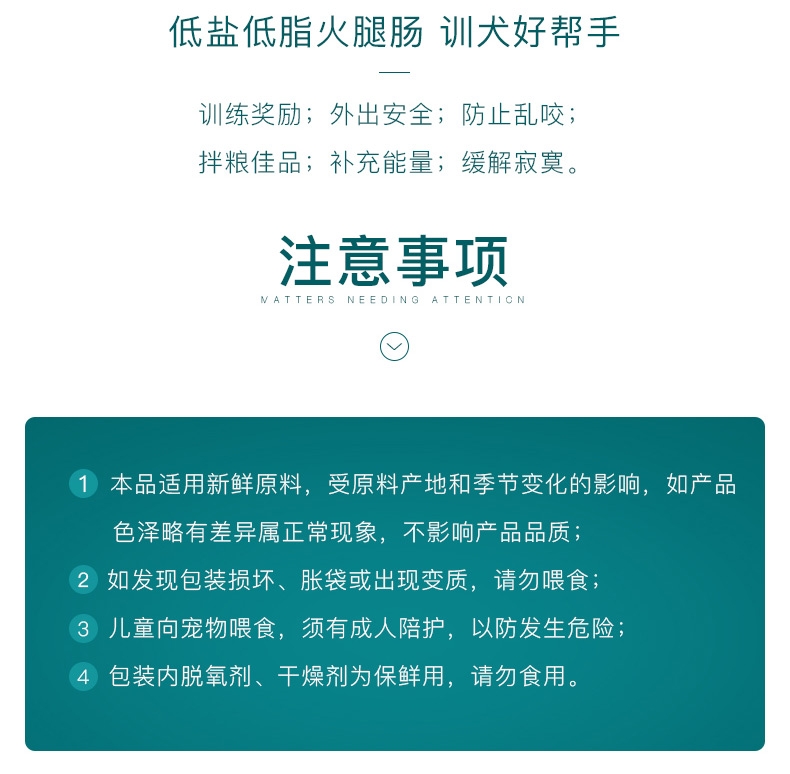 低盐低脂火腿肠 训犬好帮手
训练奖励；外出安全；防止乱咬；
拌粮佳品；补充能量；缓解寂寞。
注意事项
MATTERS NEEDING ATTENTION
1 本品适用新鲜原料，受原料产地和季节变化的影响，如产品
色泽略有差异属正常现象，不影响产品品质；
2 如发现包装损坏、胀袋或出现变质，请勿喂食；
3 儿童向宠物喂食，须有成人陪护，以防发生危险；
4 包装内脱氧剂、干燥剂为保鲜用，请勿食用。